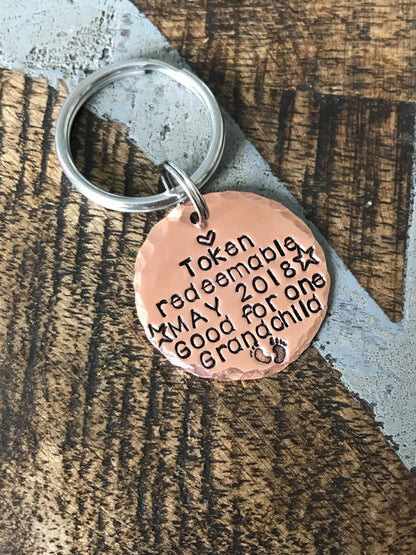 Token
redeemable
MAY 2018
Good for one
Grandchild